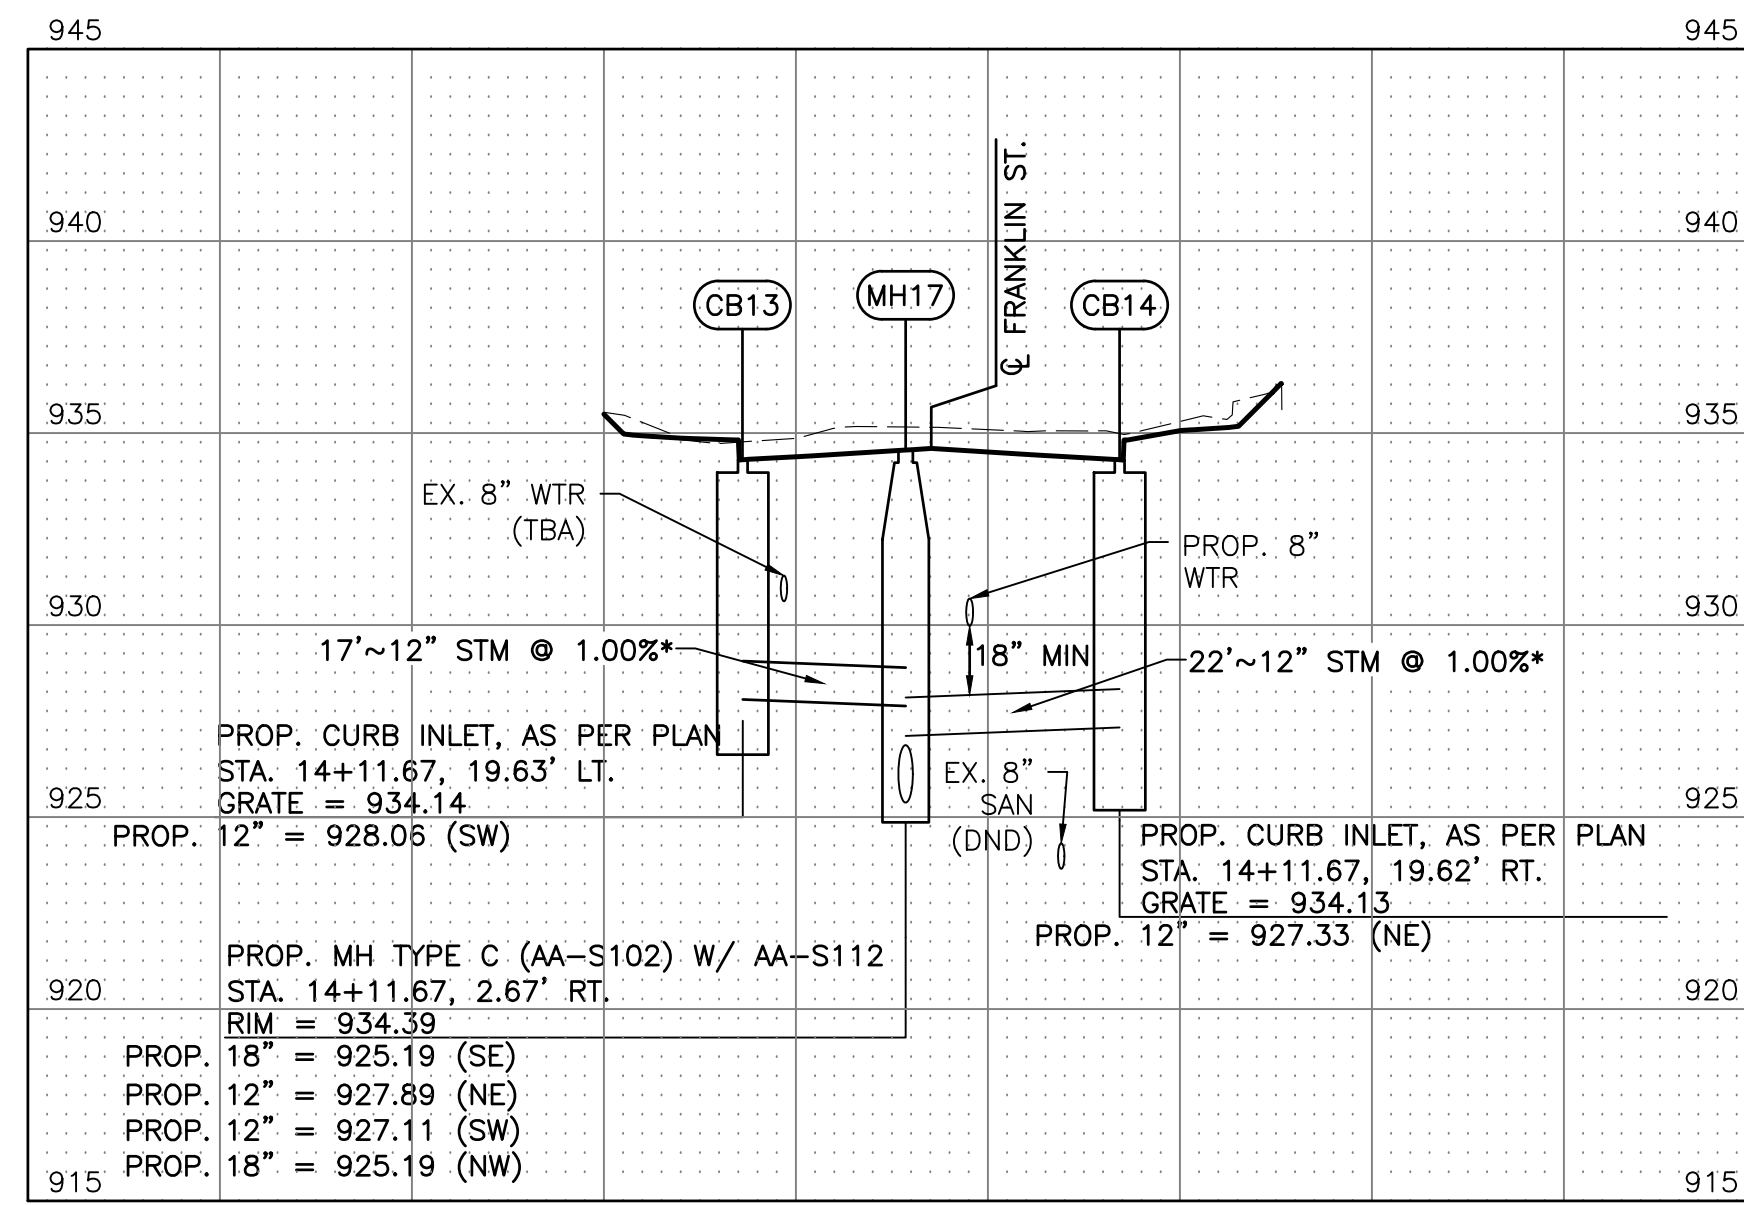 945
945
940
940
℄ FRANKLIN ST.
CB13
MH17
CB14
935
935
EX. 8” WTR
(TBA)
PROP. 8”
WTR
930
930
17’~12” STM @ 1.00%*
18” MIN
22’~12” STM @ 1.00%*
PROP. CURB INLET, AS PER PLAN
STA. 14+11.67, 19.63’ LT.
GRATE = 934.14
PROP. 12” = 928.06 (SW)
925
925
EX. 8”
SAN
(DND)
PROP. CURB INLET, AS PER PLAN
STA. 14+11.67, 19.62’ RT.
GRATE = 934.13
PROP. 12” = 927.33 (NE)
PROP. MH TYPE C (AA-S102) W/ AA-S112
STA. 14+11.67, 2.67’ RT.
RIM = 934.39
PROP. 18” = 925.19 (SE)
PROP. 12” = 927.89 (NE)
PROP. 12” = 927.11 (SW)
PROP. 18” = 925.19 (NW)
920
920
915
915